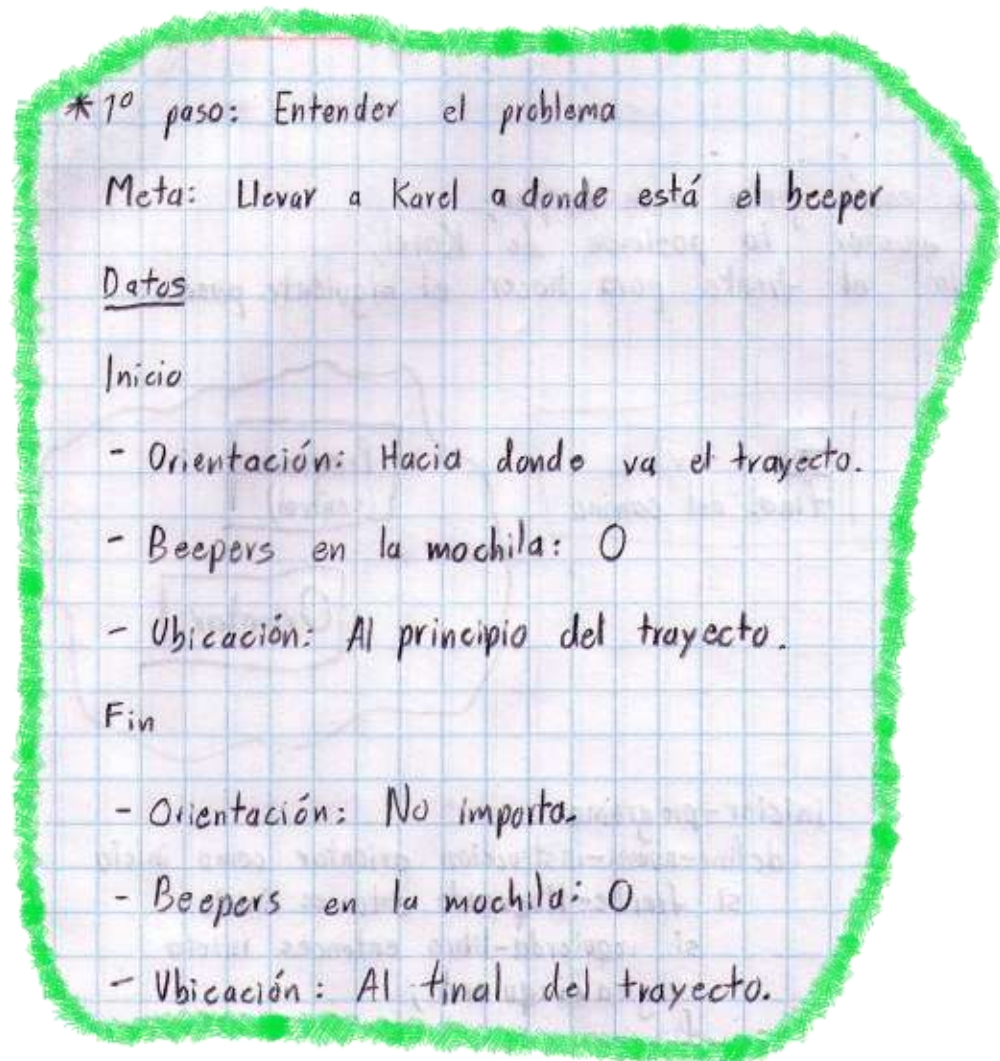 * 1º paso: Entender el problema
Meta: Llevar a Karel a donde está el beeper
Datos
Inicio
- Orientación: Hacia donde va el trayecto.
- Beepers en la mochila: 0
- Ubicación: Al principio del trayecto.
Fin
- Orientación: No importa.
- Beepers en la mochila: 0
- Ubicación: Al final del trayecto.